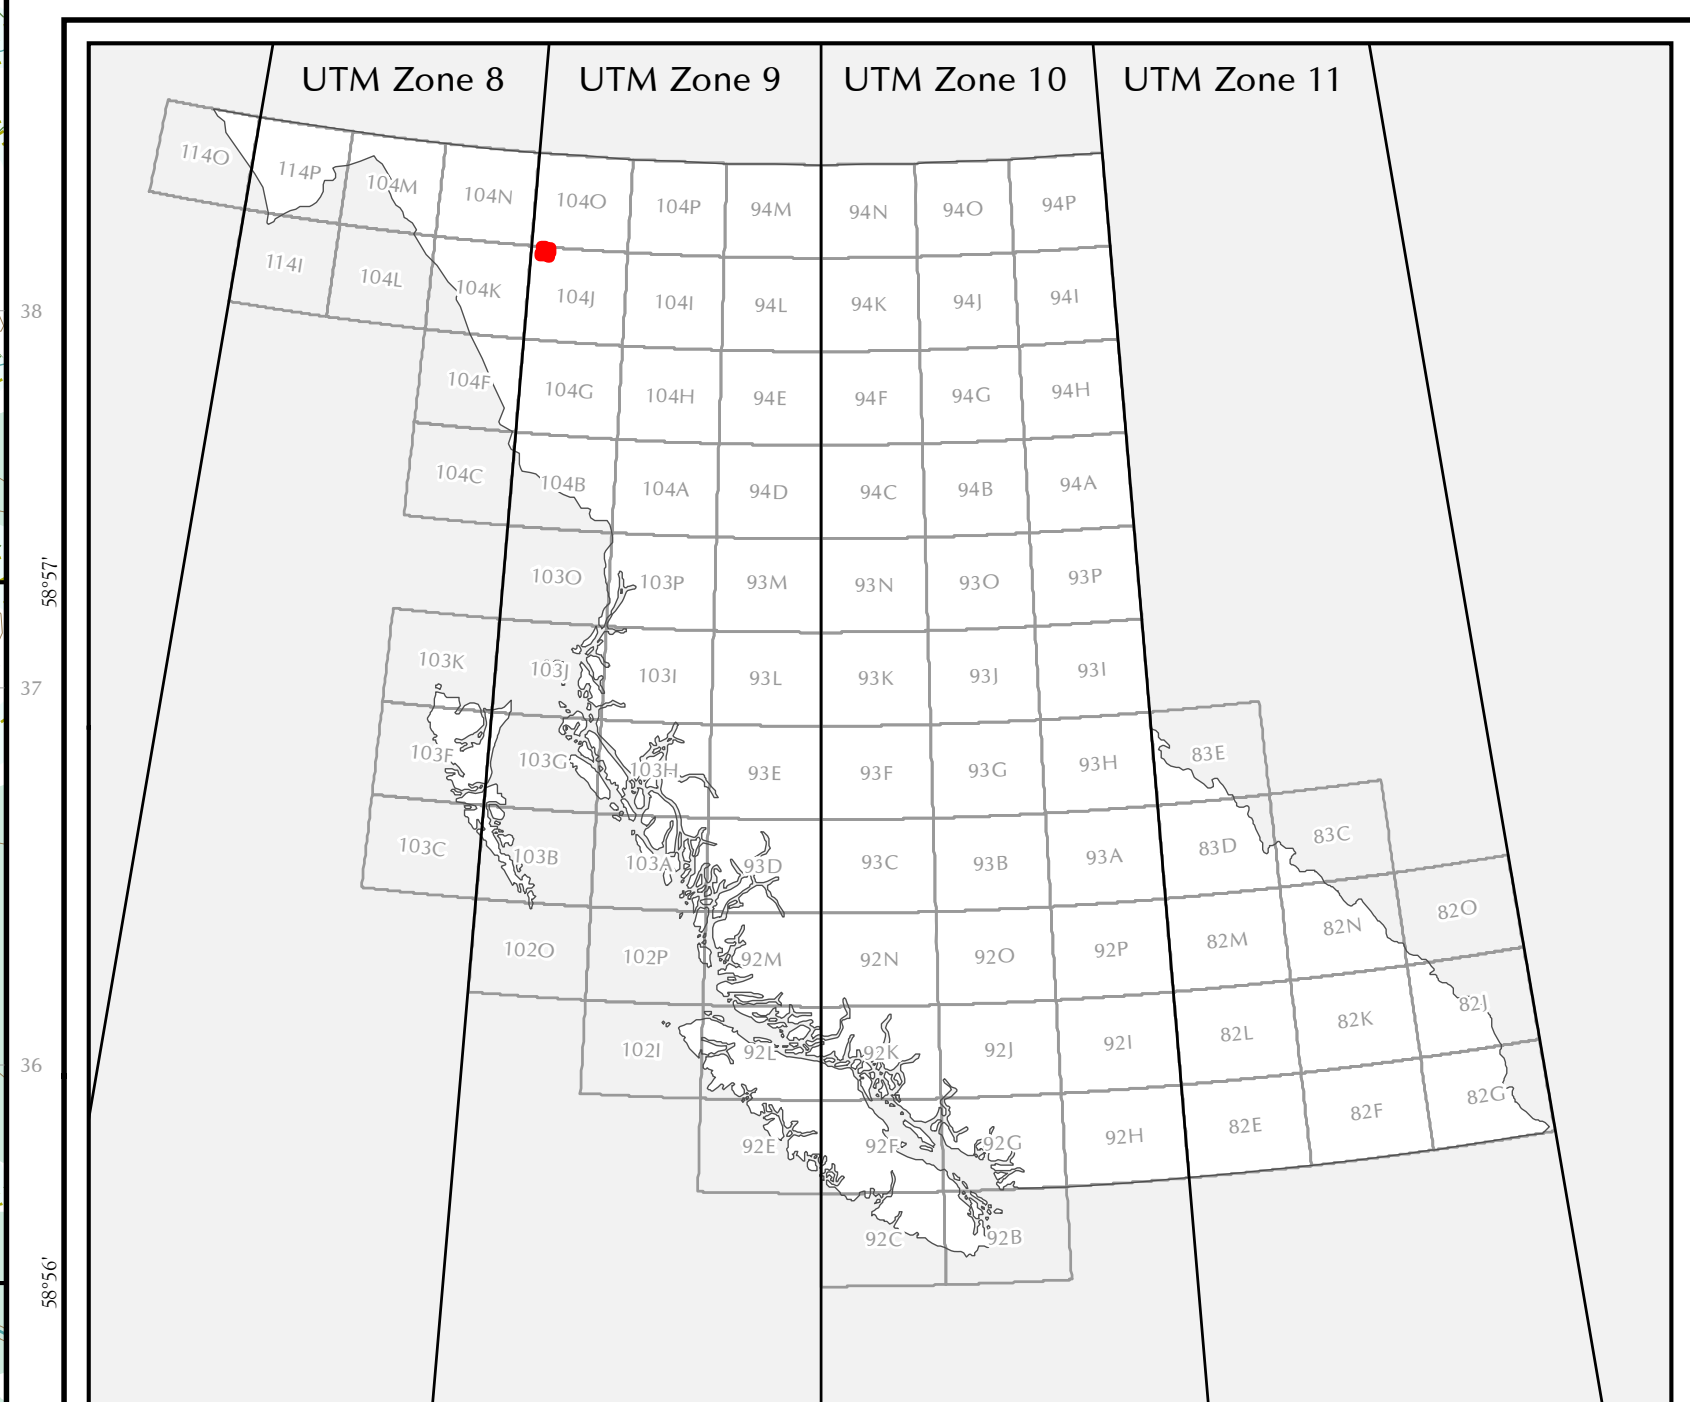 UTM Zone 8 UTM Zone 9 UTM Zone 10 UTM Zone 11
114O 114P 104M 104N 104O 104P 94M 94N 94O 94P
114I 104L 104K 104J 104I 94L 94K 94J 94I
38
104F 104G 104H 94E 94F 94G 94H
104C 104B 104A 94D 94C 94B 94A
58°57'
103O 103P 93M 93N 93O 93P
103K 103J 103I 93L 93K 93J 93I
37
103F 103G 103H 93E 93F 93G 93H 83E
103C 103B 103A 93D 93C 93B 93A 83D 83C
102O 102P 92M 92N 92O 92P 82M 82N 82O
102I 92L 92K 92J 92I 82L 82K 82J
36
92E 92F 92G 92H 82E 82F 82G
92C 92B
58°56'